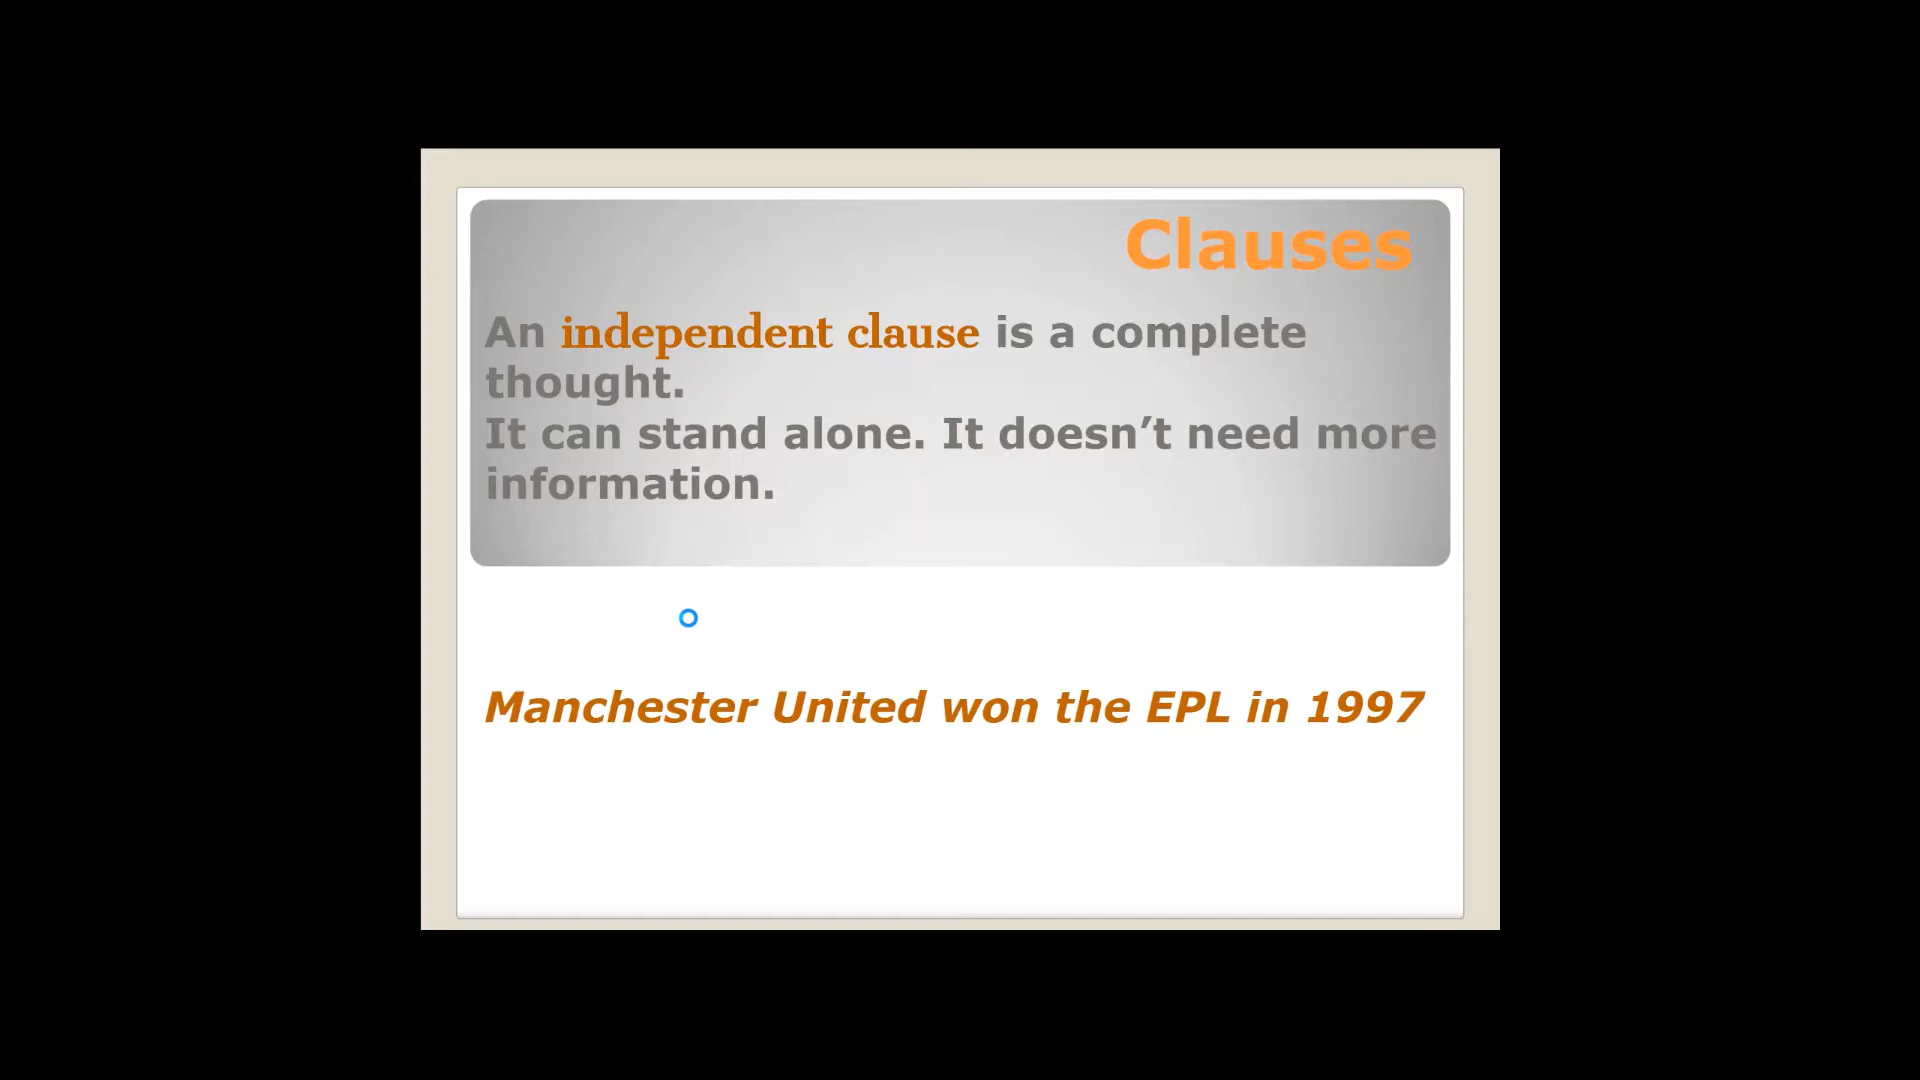 Clauses
An independent clause is a complete
thought.
It can stand alone. It doesn’t need more
information.
Manchester United won the EPL in 1997